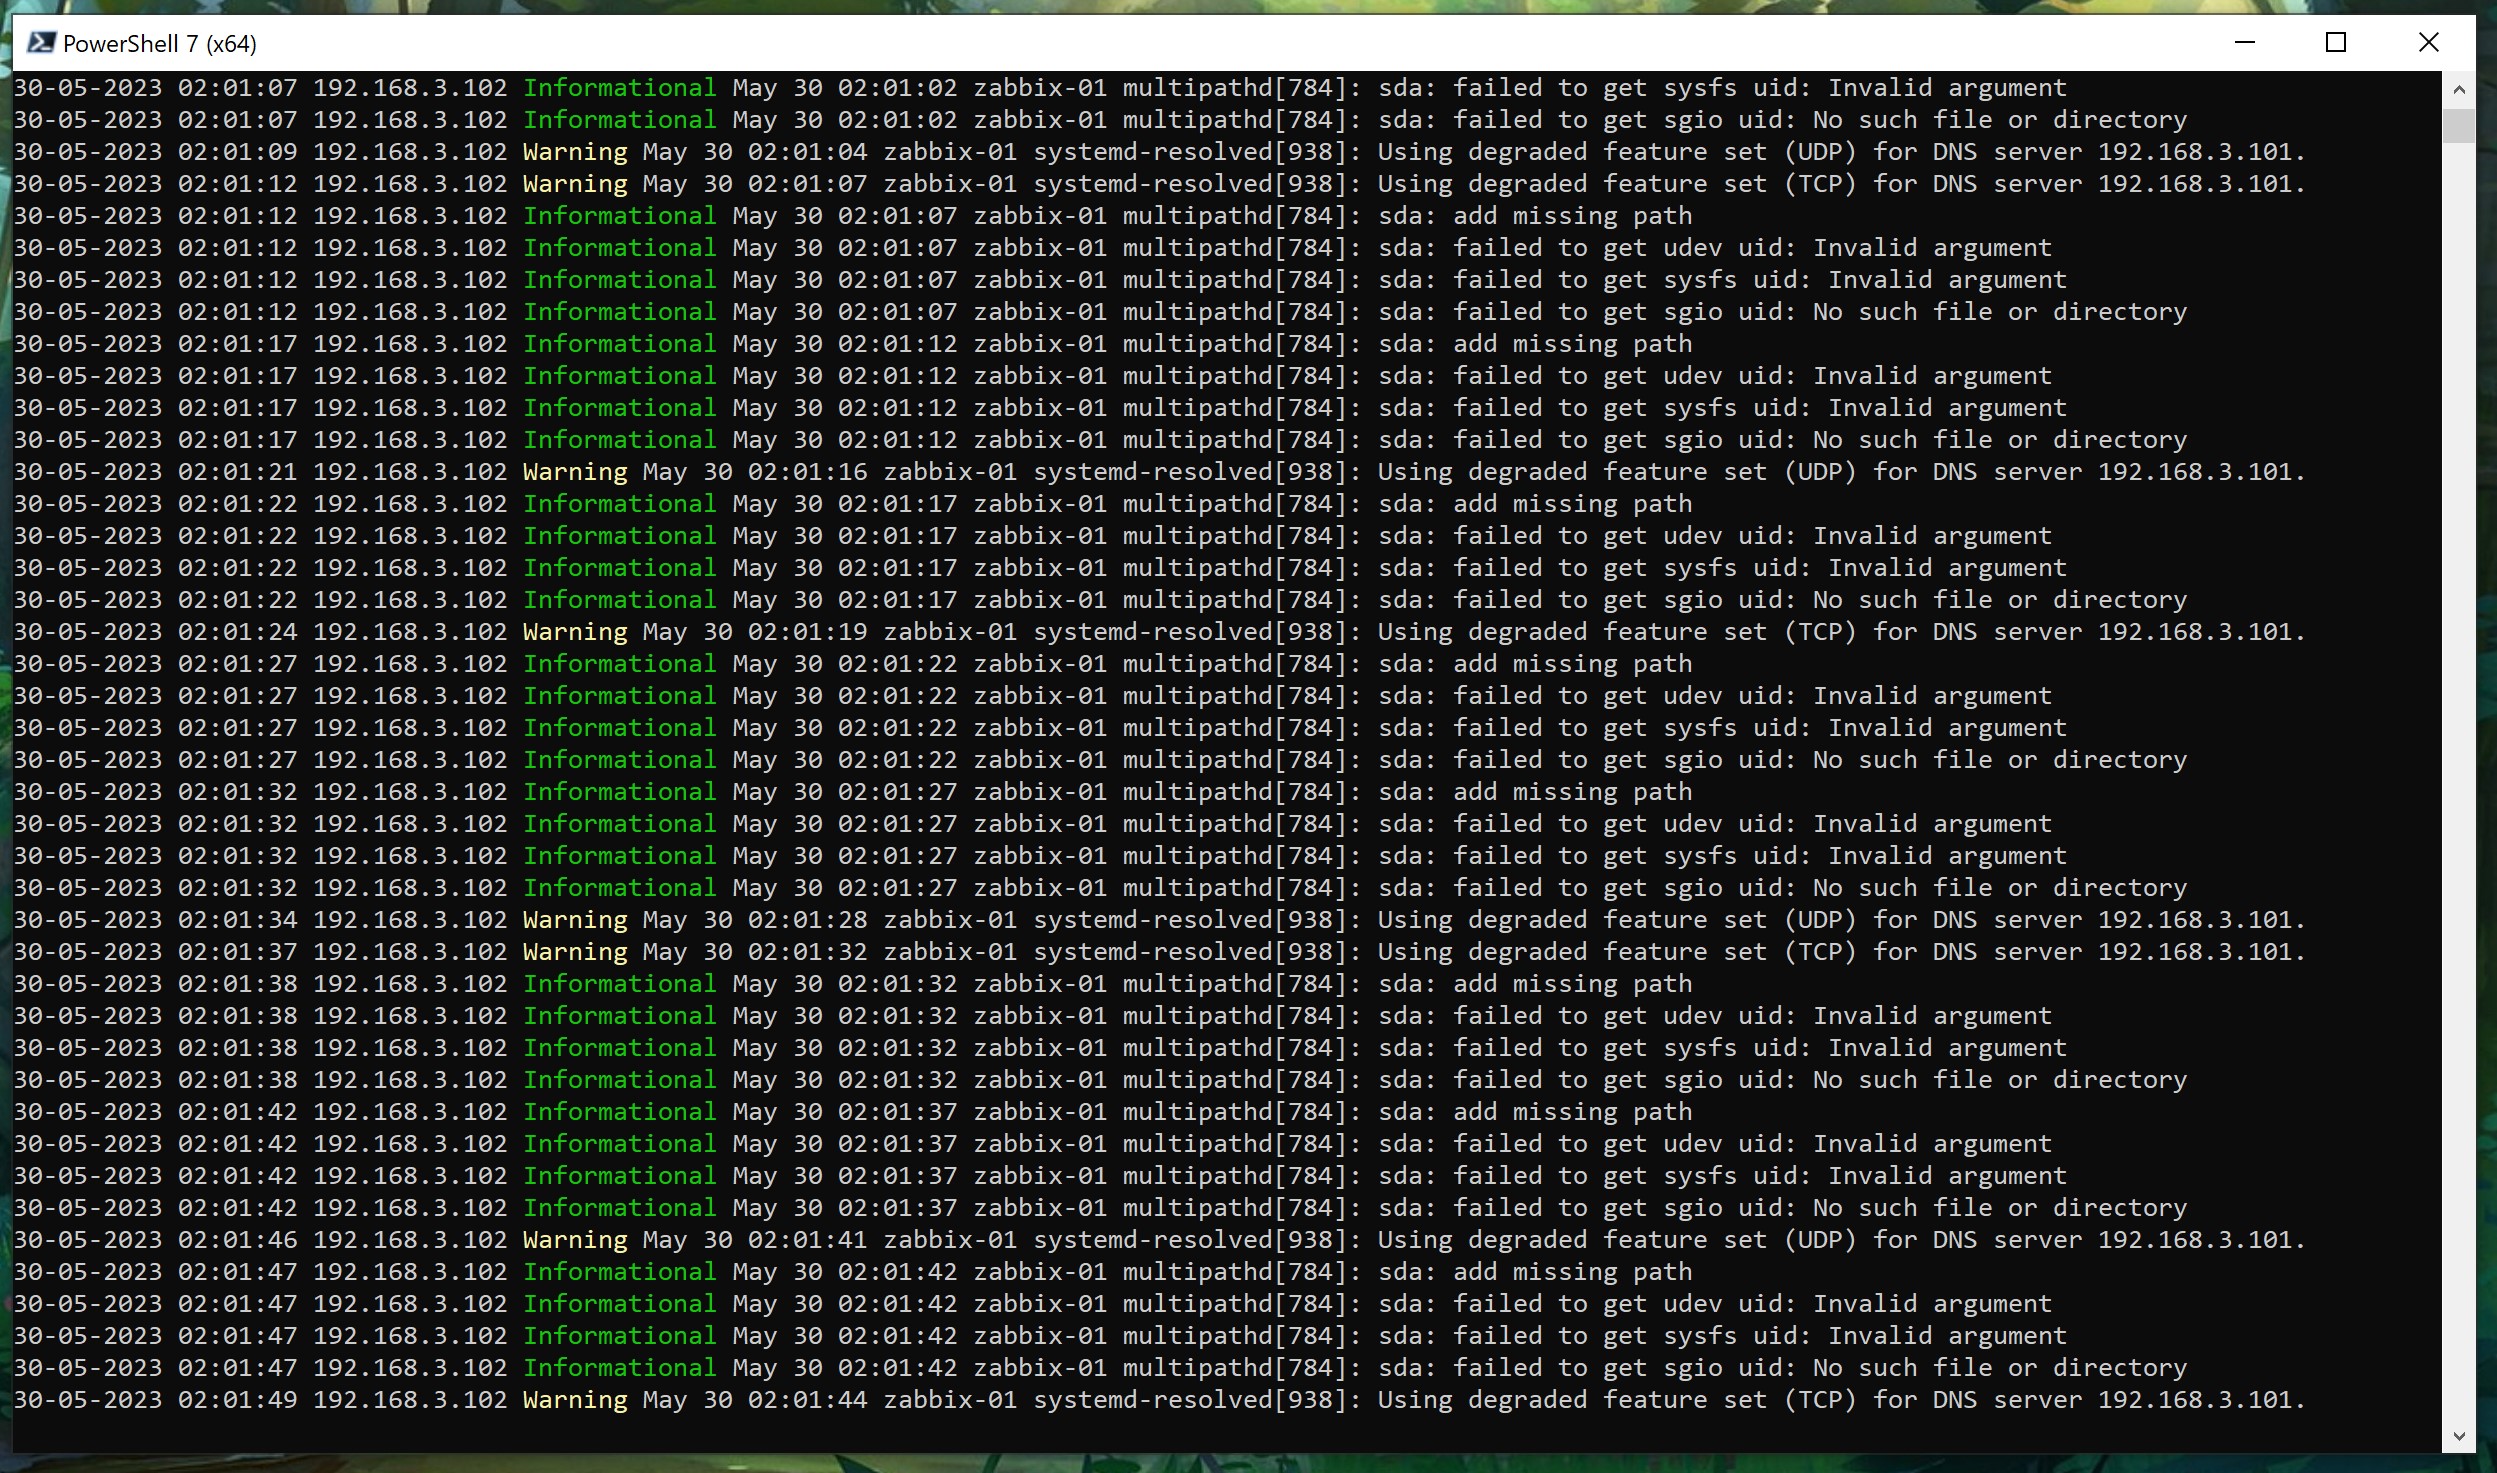 PowerShell 7 (x64)
30-05-2023 02:01:07 192.168.3.102 Informational May 30 02:01:02 zabbix-01 multipathd[784]: sda: failed to get sysfs uid: Invalid argument
30-05-2023 02:01:07 192.168.3.102 Informational May 30 02:01:02 zabbix-01 multipathd[784]: sda: failed to get sgio uid: No such file or directory
30-05-2023 02:01:09 192.168.3.102 Warning May 30 02:01:04 zabbix-01 systemd-resolved[938]: Using degraded feature set (UDP) for DNS server 192.168.3.101.
30-05-2023 02:01:12 192.168.3.102 Warning May 30 02:01:07 zabbix-01 systemd-resolved[938]: Using degraded feature set (TCP) for DNS server 192.168.3.101.
30-05-2023 02:01:12 192.168.3.102 Informational May 30 02:01:07 zabbix-01 multipathd[784]: sda: add missing path
30-05-2023 02:01:12 192.168.3.102 Informational May 30 02:01:07 zabbix-01 multipathd[784]: sda: failed to get udev uid: Invalid argument
30-05-2023 02:01:12 192.168.3.102 Informational May 30 02:01:07 zabbix-01 multipathd[784]: sda: failed to get sysfs uid: Invalid argument
30-05-2023 02:01:12 192.168.3.102 Informational May 30 02:01:07 zabbix-01 multipathd[784]: sda: failed to get sgio uid: No such file or directory
30-05-2023 02:01:17 192.168.3.102 Informational May 30 02:01:12 zabbix-01 multipathd[784]: sda: add missing path
30-05-2023 02:01:17 192.168.3.102 Informational May 30 02:01:12 zabbix-01 multipathd[784]: sda: failed to get udev uid: Invalid argument
30-05-2023 02:01:17 192.168.3.102 Informational May 30 02:01:12 zabbix-01 multipathd[784]: sda: failed to get sysfs uid: Invalid argument
30-05-2023 02:01:17 192.168.3.102 Informational May 30 02:01:12 zabbix-01 multipathd[784]: sda: failed to get sgio uid: No such file or directory
30-05-2023 02:01:21 192.168.3.102 Warning May 30 02:01:16 zabbix-01 systemd-resolved[938]: Using degraded feature set (UDP) for DNS server 192.168.3.101.
30-05-2023 02:01:22 192.168.3.102 Informational May 30 02:01:17 zabbix-01 multipathd[784]: sda: add missing path
30-05-2023 02:01:22 192.168.3.102 Informational May 30 02:01:17 zabbix-01 multipathd[784]: sda: failed to get udev uid: Invalid argument
30-05-2023 02:01:22 192.168.3.102 Informational May 30 02:01:17 zabbix-01 multipathd[784]: sda: failed to get sysfs uid: Invalid argument
30-05-2023 02:01:22 192.168.3.102 Informational May 30 02:01:17 zabbix-01 multipathd[784]: sda: failed to get sgio uid: No such file or directory
30-05-2023 02:01:24 192.168.3.102 Warning May 30 02:01:19 zabbix-01 systemd-resolved[938]: Using degraded feature set (TCP) for DNS server 192.168.3.101.
30-05-2023 02:01:27 192.168.3.102 Informational May 30 02:01:22 zabbix-01 multipathd[784]: sda: add missing path
30-05-2023 02:01:27 192.168.3.102 Informational May 30 02:01:22 zabbix-01 multipathd[784]: sda: failed to get udev uid: Invalid argument
30-05-2023 02:01:27 192.168.3.102 Informational May 30 02:01:22 zabbix-01 multipathd[784]: sda: failed to get sysfs uid: Invalid argument
30-05-2023 02:01:27 192.168.3.102 Informational May 30 02:01:22 zabbix-01 multipathd[784]: sda: failed to get sgio uid: No such file or directory
30-05-2023 02:01:32 192.168.3.102 Informational May 30 02:01:27 zabbix-01 multipathd[784]: sda: add missing path
30-05-2023 02:01:32 192.168.3.102 Informational May 30 02:01:27 zabbix-01 multipathd[784]: sda: failed to get udev uid: Invalid argument
30-05-2023 02:01:32 192.168.3.102 Informational May 30 02:01:27 zabbix-01 multipathd[784]: sda: failed to get sysfs uid: Invalid argument
30-05-2023 02:01:32 192.168.3.102 Informational May 30 02:01:27 zabbix-01 multipathd[784]: sda: failed to get sgio uid: No such file or directory
30-05-2023 02:01:34 192.168.3.102 Warning May 30 02:01:28 zabbix-01 systemd-resolved[938]: Using degraded feature set (UDP) for DNS server 192.168.3.101.
30-05-2023 02:01:37 192.168.3.102 Warning May 30 02:01:32 zabbix-01 systemd-resolved[938]: Using degraded feature set (TCP) for DNS server 192.168.3.101.
30-05-2023 02:01:38 192.168.3.102 Informational May 30 02:01:32 zabbix-01 multipathd[784]: sda: add missing path
30-05-2023 02:01:38 192.168.3.102 Informational May 30 02:01:32 zabbix-01 multipathd[784]: sda: failed to get udev uid: Invalid argument
30-05-2023 02:01:38 192.168.3.102 Informational May 30 02:01:32 zabbix-01 multipathd[784]: sda: failed to get sysfs uid: Invalid argument
30-05-2023 02:01:38 192.168.3.102 Informational May 30 02:01:32 zabbix-01 multipathd[784]: sda: failed to get sgio uid: No such file or directory
30-05-2023 02:01:42 192.168.3.102 Informational May 30 02:01:37 zabbix-01 multipathd[784]: sda: add missing path
30-05-2023 02:01:42 192.168.3.102 Informational May 30 02:01:37 zabbix-01 multipathd[784]: sda: failed to get udev uid: Invalid argument
30-05-2023 02:01:42 192.168.3.102 Informational May 30 02:01:37 zabbix-01 multipathd[784]: sda: failed to get sysfs uid: Invalid argument
30-05-2023 02:01:42 192.168.3.102 Informational May 30 02:01:37 zabbix-01 multipathd[784]: sda: failed to get sgio uid: No such file or directory
30-05-2023 02:01:46 192.168.3.102 Warning May 30 02:01:41 zabbix-01 systemd-resolved[938]: Using degraded feature set (UDP) for DNS server 192.168.3.101.
30-05-2023 02:01:47 192.168.3.102 Informational May 30 02:01:42 zabbix-01 multipathd[784]: sda: add missing path
30-05-2023 02:01:47 192.168.3.102 Informational May 30 02:01:42 zabbix-01 multipathd[784]: sda: failed to get udev uid: Invalid argument
30-05-2023 02:01:47 192.168.3.102 Informational May 30 02:01:42 zabbix-01 multipathd[784]: sda: failed to get sysfs uid: Invalid argument
30-05-2023 02:01:47 192.168.3.102 Informational May 30 02:01:42 zabbix-01 multipathd[784]: sda: failed to get sgio uid: No such file or directory
30-05-2023 02:01:49 192.168.3.102 Warning May 30 02:01:44 zabbix-01 systemd-resolved[938]: Using degraded feature set (TCP) for DNS server 192.168.3.101.